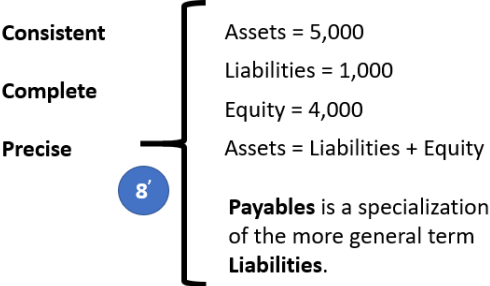 Consistent
Complete
Precise
8′
Assets = 5,000
Liabilities = 1,000
Equity = 4,000
Assets = Liabilities + Equity
Payables is a specialization
of the more general term
Liabilities.